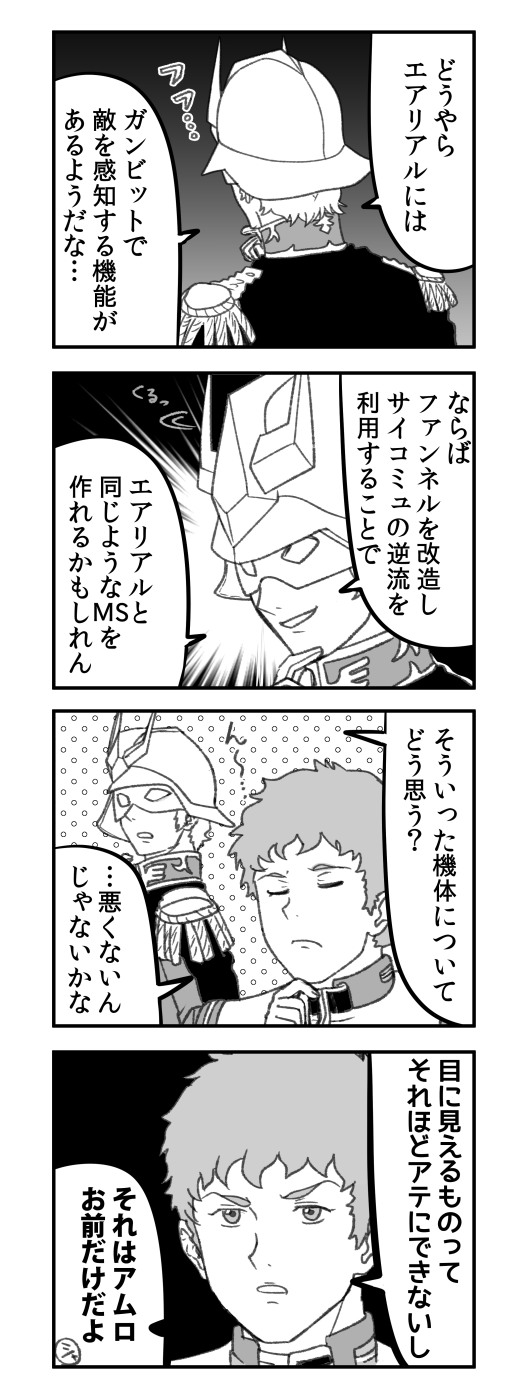 どうやら
エアリアルには
フフ…
ガンビットで
敵を感知する機能が
あるようだな…
ならば
ファンネルを改造し
サイコミュの逆流を
利用することで
くるっ
エアリアルと
同じようなMSを
作れるかもしれん
そういった機体について
どう思う？
ん〜…
…悪くないん
じゃないかな
目に見えるものって
それほどアテにできないし
それはアムロ
お前だけだよ
シャ